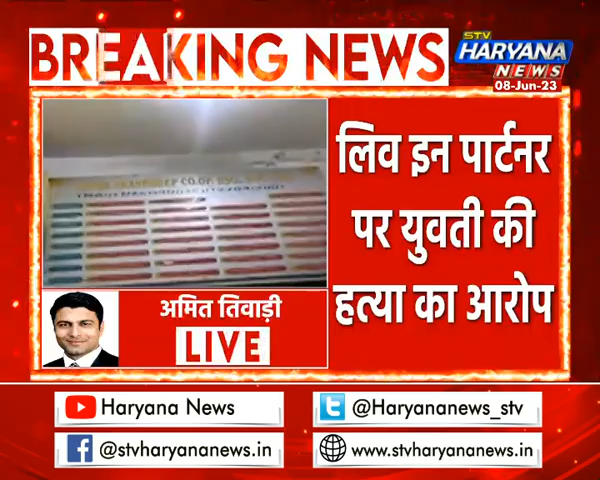 BREAKING NEWS
STV
HARYANA
NEWS
08-Jun-23
लिव इन पार्टनर
पर युवती की
हत्या का आरोप
अमित तिवाड़ी
LIVE
Haryana News
@Haryananews_stv
@stvharyananews.in
www.stvharyanews.in